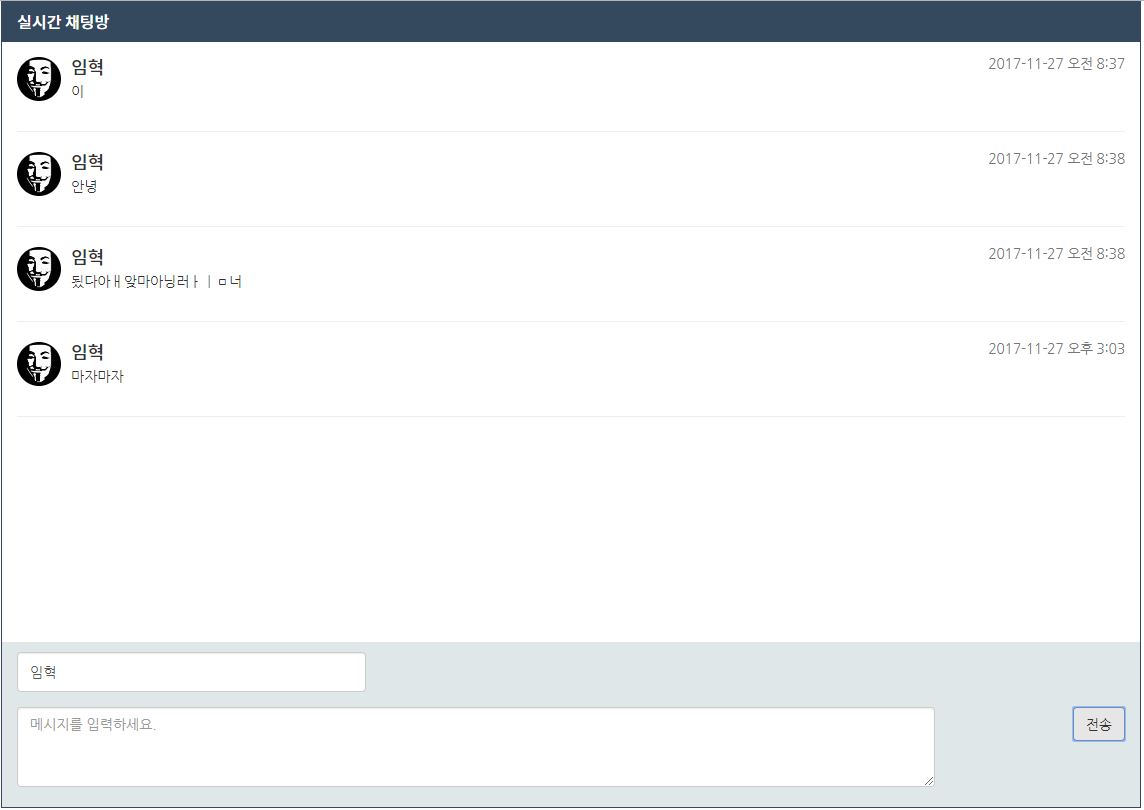 실시간 채팅방
임혁 2017-11-27 오전 8:37
이
임혁 2017-11-27 오전 8:38
안녕
임혁 2017-11-27 오전 8:38
됬다아ㅐ앚마아닝러ㅏㅣㅁ너
임혁 2017-11-27 오후 3:03
마자마자
임혁
메시지를 입력하세요.
전송